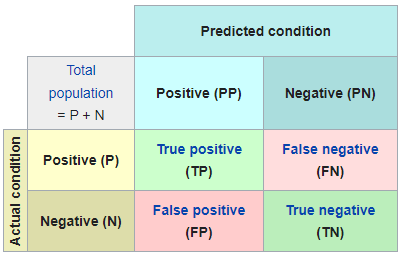 Predicted condition
Total
population
= P + N
Positive (PP)
Negative (PN)
Actual condition
Positive (P)
True positive
(TP)
False negative
(FN)
Negative (N)
False positive
(FP)
True negative
(TN)